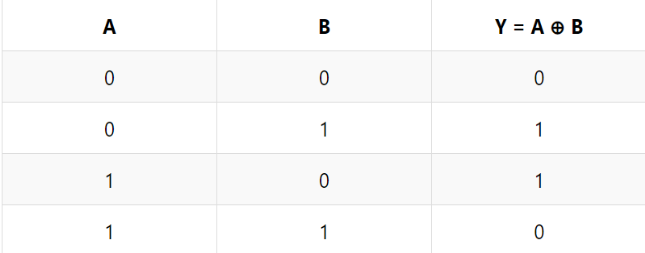 A B Y = A ⊕ B
0 0 0
0 1 1
1 0 1
1 1 0